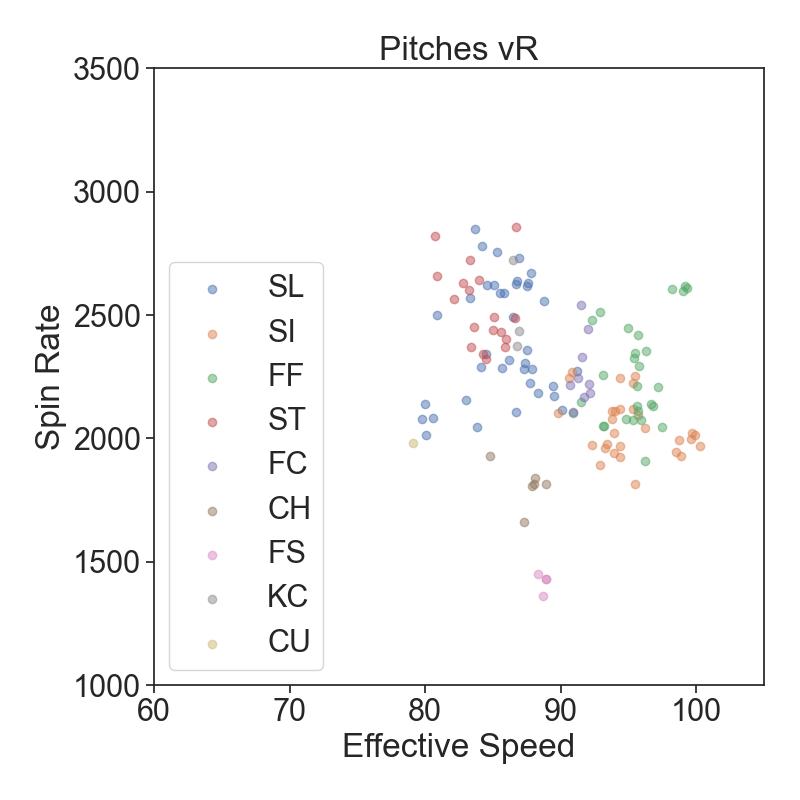 Pitches vR
3500
3000
2500
2000
1500
1000
Spin Rate
SL
SI
FF
ST
FC
CH
FS
KC
CU
60 70 80 90 100
Effective Speed